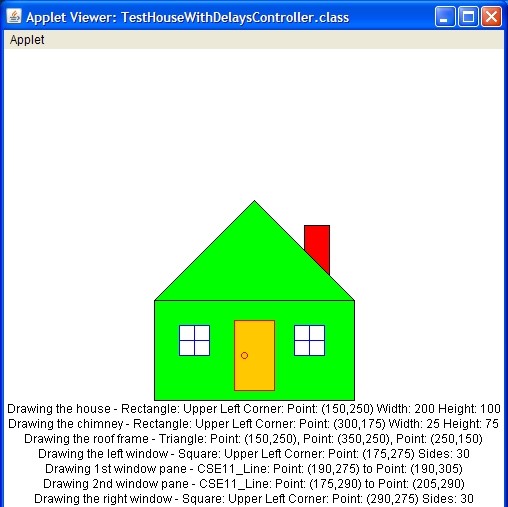 Applet Viewer: TestHouseWithDelaysController.class
Applet
Drawing the house - Rectangle: Upper Left Corner: Point: (150,250) Width: 200 Height: 100
Drawing the chimney - Rectangle: Upper Left Corner: Point: (300,175) Width: 25 Height: 75
Drawing the roof frame - Triangle: Point: (150,250), Point: (350,250), Point: (250,150)
Drawing the left window - Square: Upper Left Corner: Point: (175,275) Sides: 30
Drawing 1st window pane - CSE11_Line: Point: (190,275) to Point: (190,305)
Drawing 2nd window pane - CSE11_Line: Point: (175,290) to Point: (205,290)
Drawing the right window - Square: Upper Left Corner: Point: (290,275) Sides: 30